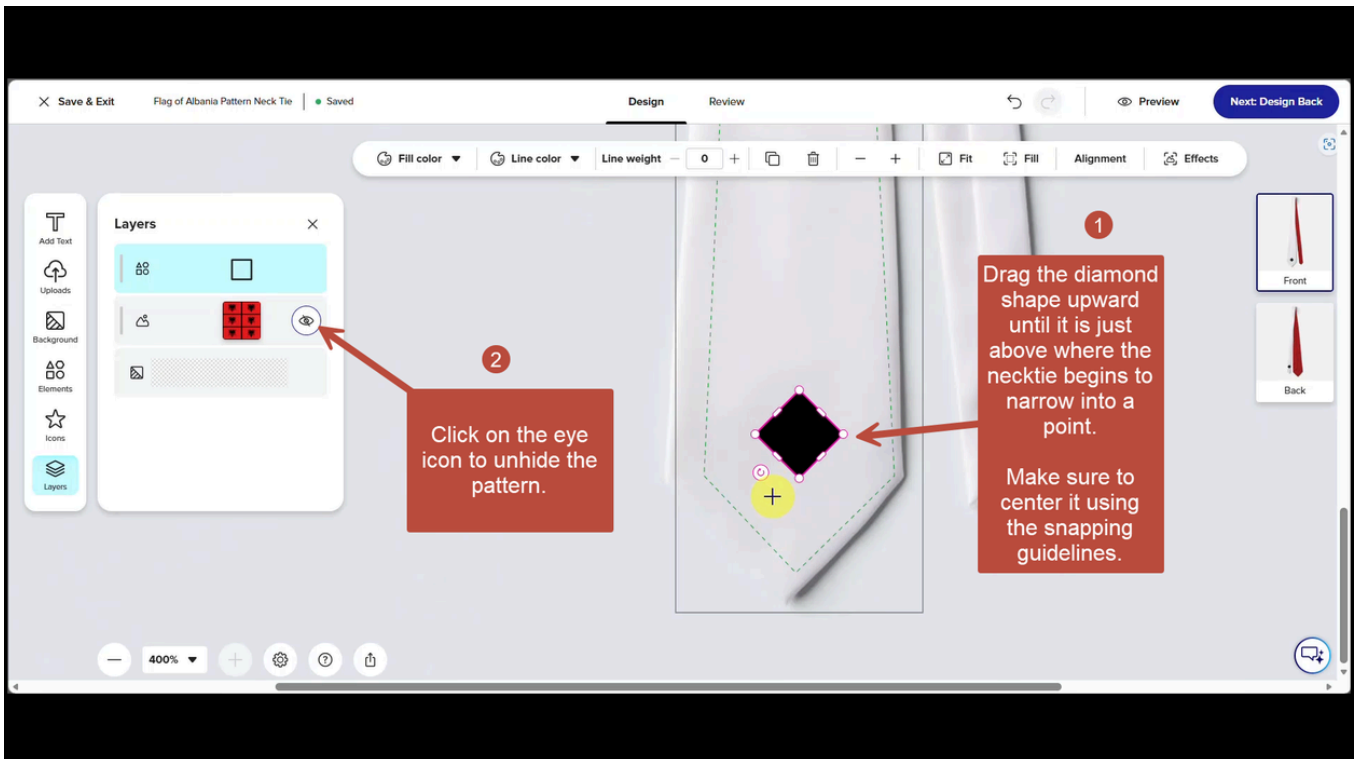 Save & Exit
Flag of Albania Pattern Neck Tie
Saved
Design
Review
Preview
Next: Design Back
Fill color
Line color
Line weight
0
Fit
Fill
Alignment
Effects
Add Text
Uploads
Background
Elements
Icons
Layers
Layers
1
Drag the diamond
shape upward
until it is just
above where the
necktie begins to
narrow into a
point.
Make sure to
center it using
the snapping
guidelines.
2
Click on the eye
icon to unhide the
pattern.
Front
Back
400%